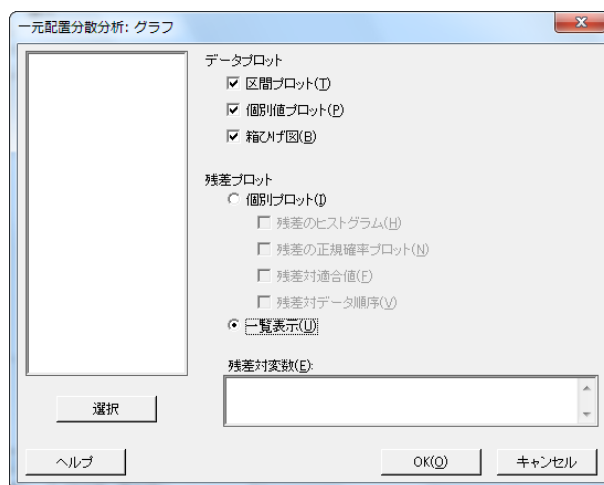 一元配置分散分析: グラフ
データプロット
区間プロット(T)
個別値プロット(P)
箱ひげ図(B)
残差プロット
個別プロット(I)
残差のヒストグラム(H)
残差の正規確率プロット(N)
残差対適合値(F)
残差対データ順序(V)
一覧表示(U)
残差対変数(E):
選択
ヘルプ
OK(O)
キャンセル